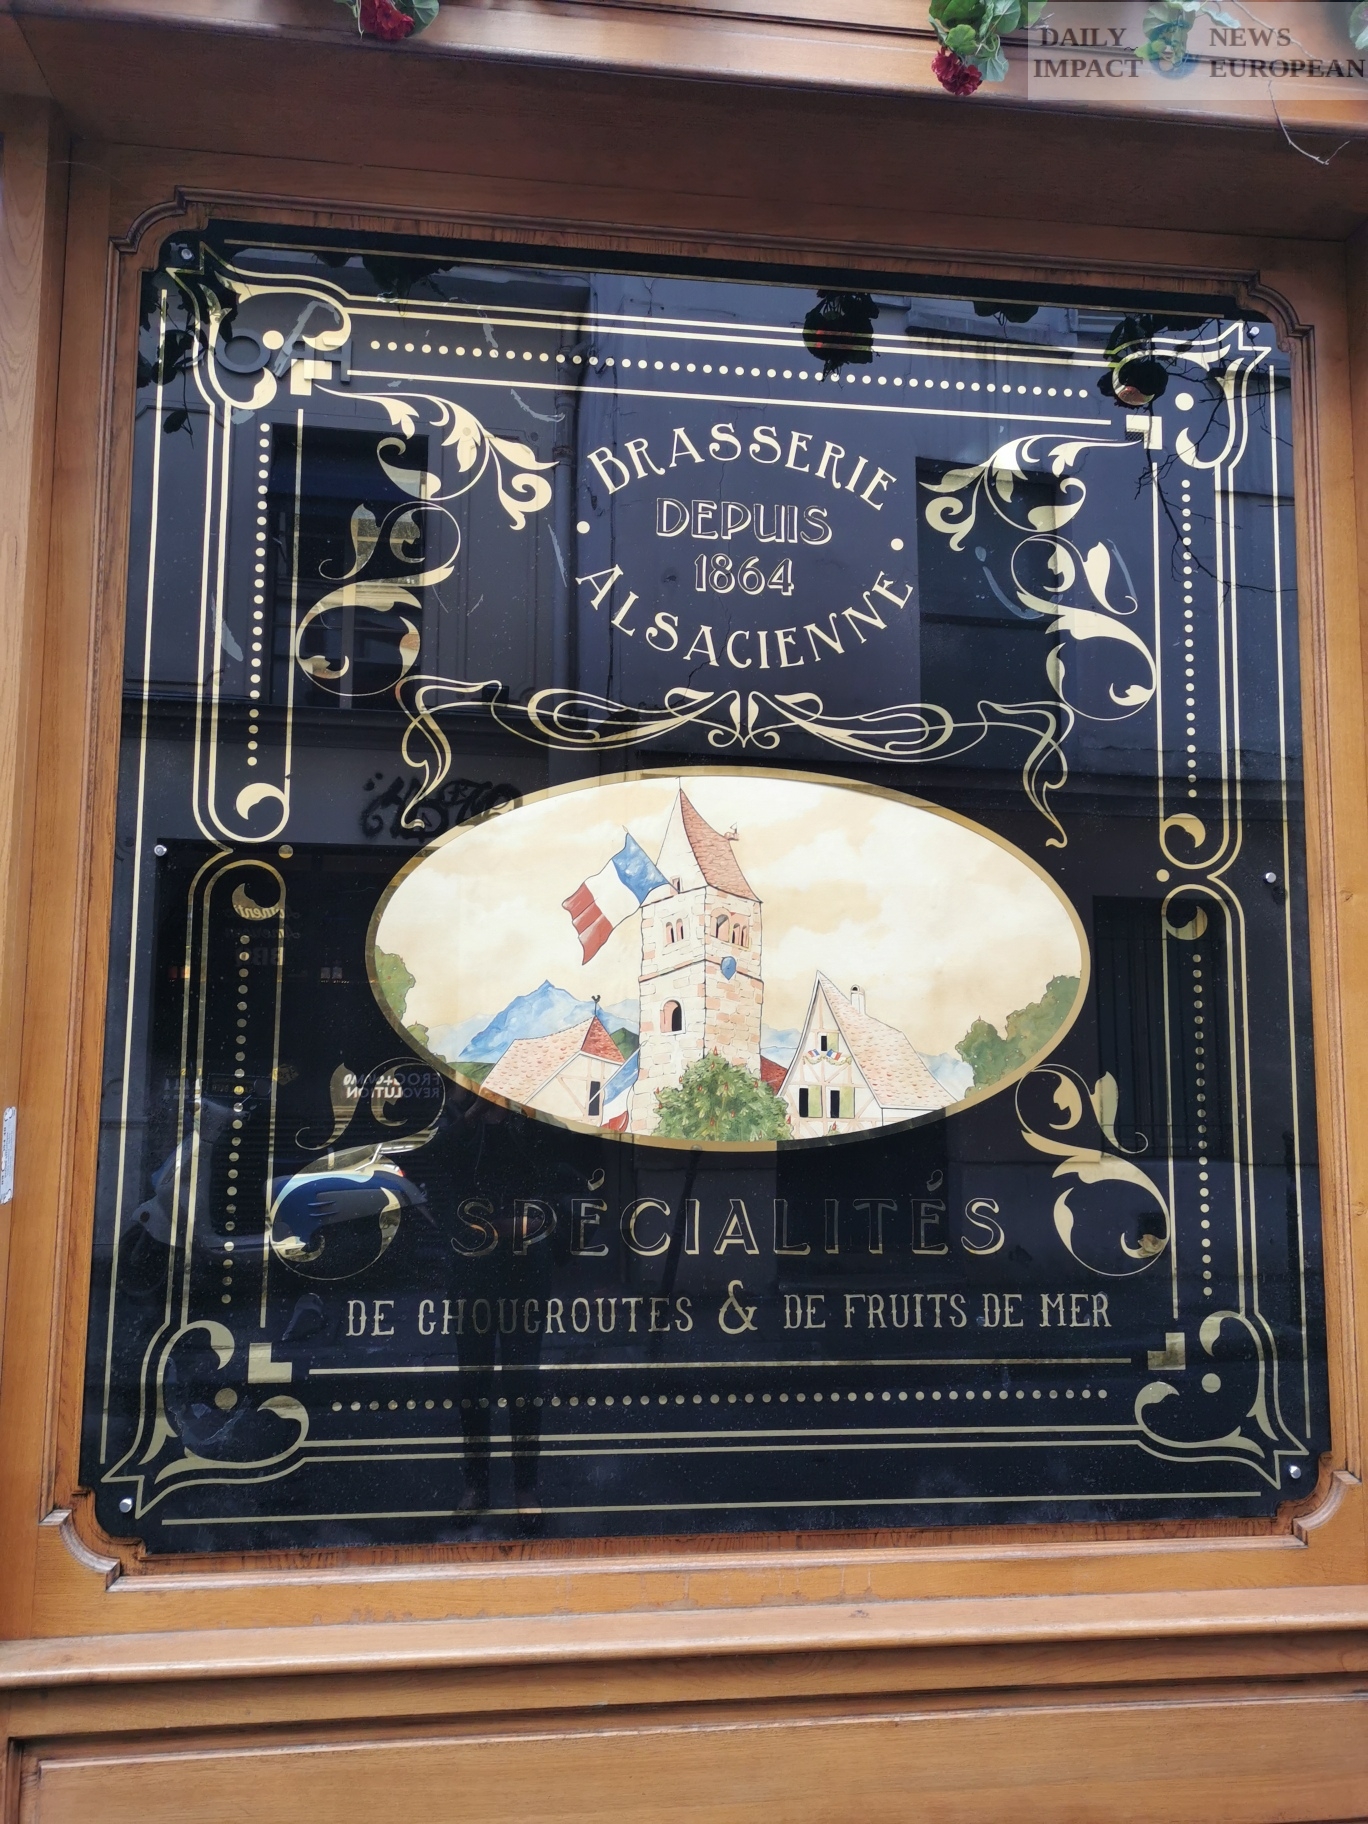 DAILY NEWS
IMPACT EUROPEAN
BRASSERIE
DEPUIS
1864
ALSACIENNE
SPÉCIALITÉS
DE CHOUCROUTES & DE FRUITS DE MER